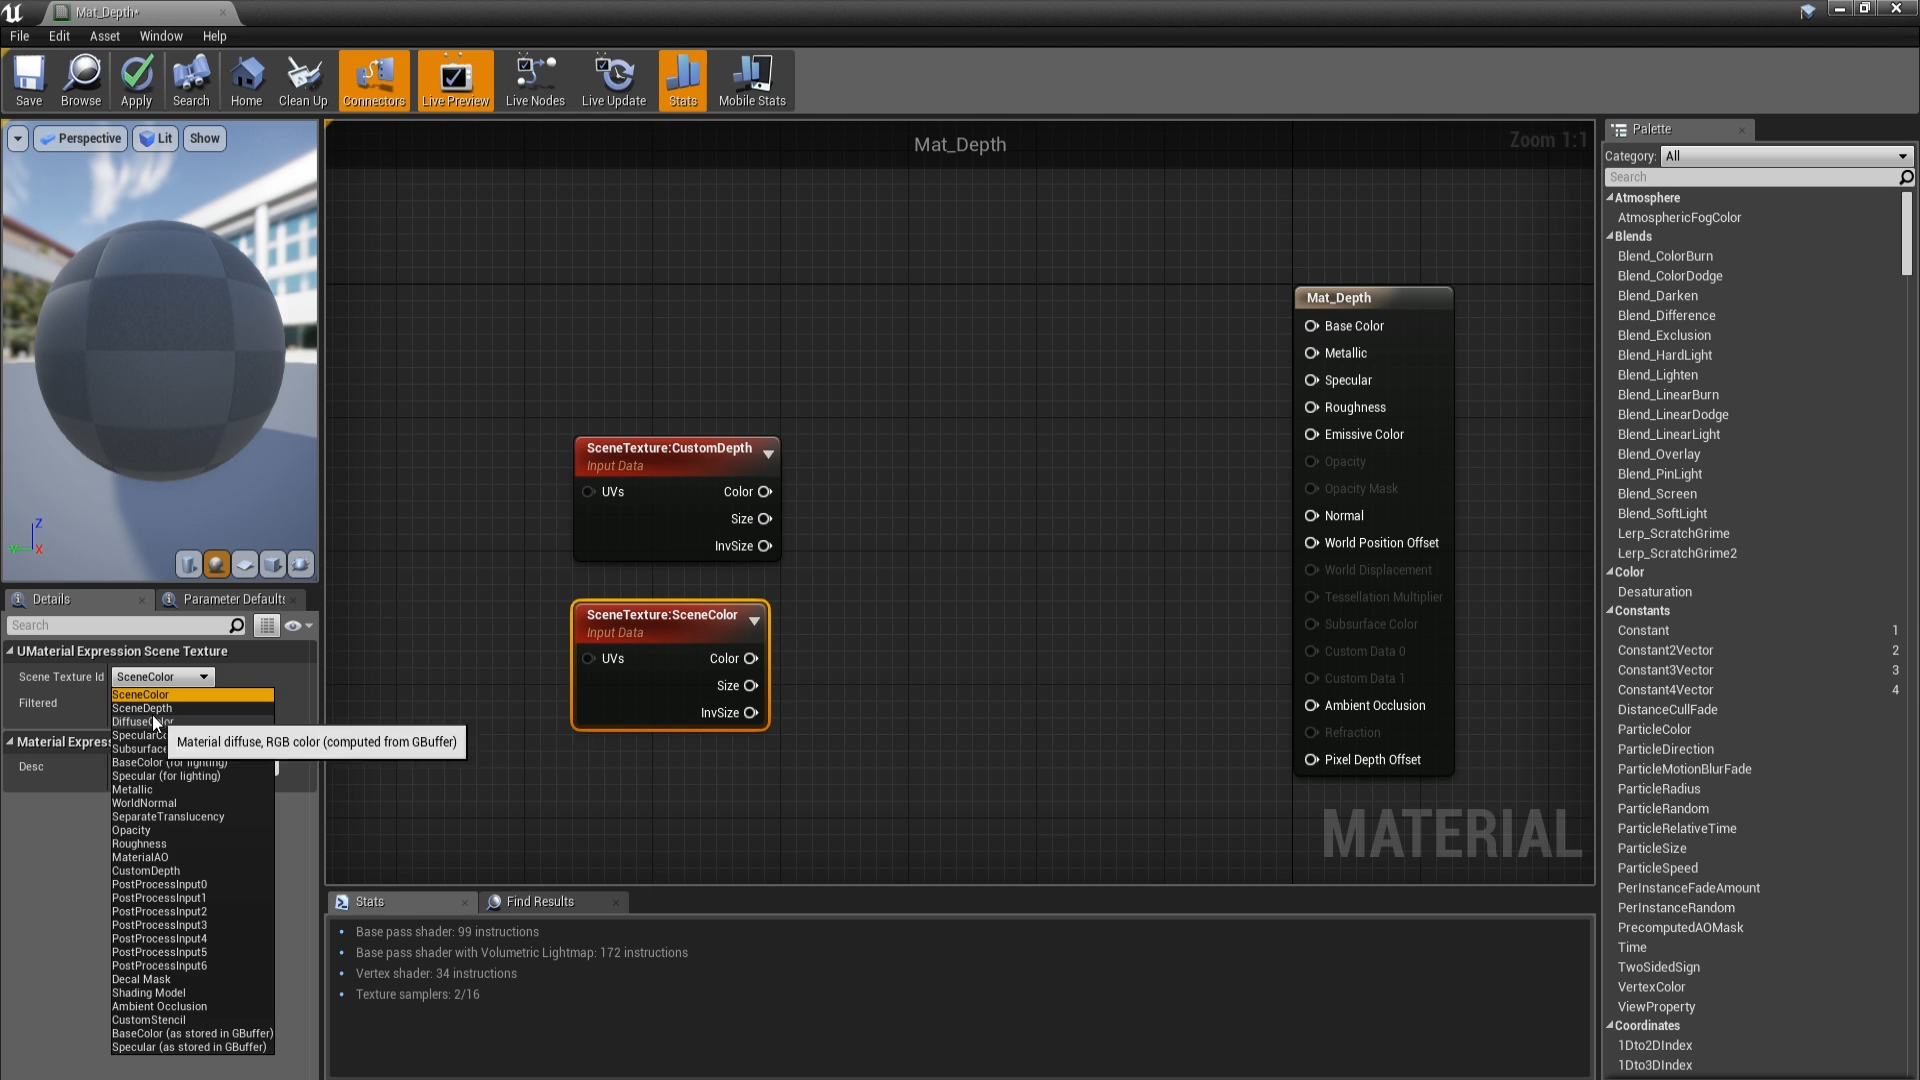 Mat_Depth*
File Edit Asset Window Help
Save Browse Apply Search Home Clean Up Connectors Live Preview Live Nodes Live Update Stats Mobile Stats
Perspective Lit Show
Z
X
Mat_Depth
Zoom 1:1
SceneTexture:CustomDepth
Input Data
UVs Color
Size
InvSize
SceneTexture:SceneColor
Input Data
UVs Color
Size
InvSize
Mat_Depth
Base Color
Metallic
Specular
Roughness
Emissive Color
Opacity
Opacity Mask
Normal
World Position Offset
World Displacement
Tessellation Multiplier
Subsurface Color
Custom Data 0
Custom Data 1
Ambient Occlusion
Refraction
Pixel Depth Offset
MATERIAL
Details Parameter Defaults
Search
UMaterial Expression Scene Texture
Scene Texture Id SceneColor
Filtered
Material Express
Desc
SceneColor
SceneDepth
DiffuseColor
SpecularCo
Subsurface
BaseColor (for lighting)
Specular (for lighting)
Metallic
WorldNormal
SeparateTranslucency
Opacity
Roughness
MaterialAO
CustomDepth
PostProcessInput0
PostProcessInput1
PostProcessInput2
PostProcessInput3
PostProcessInput4
PostProcessInput5
PostProcessInput6
Decal Mask
Shading Model
Ambient Occlusion
CustomStencil
BaseColor (as stored in GBuffer)
Specular (as stored in GBuffer)
Material diffuse, RGB color (computed from GBuffer)
Stats Find Results
Base pass shader: 99 instructions
Base pass shader with Volumetric Lightmap: 172 instructions
Vertex shader: 34 instructions
Texture samplers: 2/16
Palette
Category: All
Search
Atmosphere
AtmosphericFogColor
Blends
Blend_ColorBurn
Blend_ColorDodge
Blend_Darken
Blend_Difference
Blend_Exclusion
Blend_HardLight
Blend_Lighten
Blend_LinearBurn
Blend_LinearDodge
Blend_LinearLight
Blend_Overlay
Blend_PinLight
Blend_Screen
Blend_SoftLight
Lerp_ScratchGrime
Lerp_ScratchGrime2
Color
Desaturation
Constants
Constant 1
Constant2Vector 2
Constant3Vector 3
Constant4Vector 4
DistanceCullFade
ParticleColor
ParticleDirection
ParticleMotionBlurFade
ParticleRadius
ParticleRandom
ParticleRelativeTime
ParticleSize
ParticleSpeed
PerInstanceFadeAmount
PerInstanceRandom
PrecomputedAOMask
Time
TwoSidedSign
VertexColor
ViewProperty
Coordinates
1Dto2DIndex
1Dto3DIndex